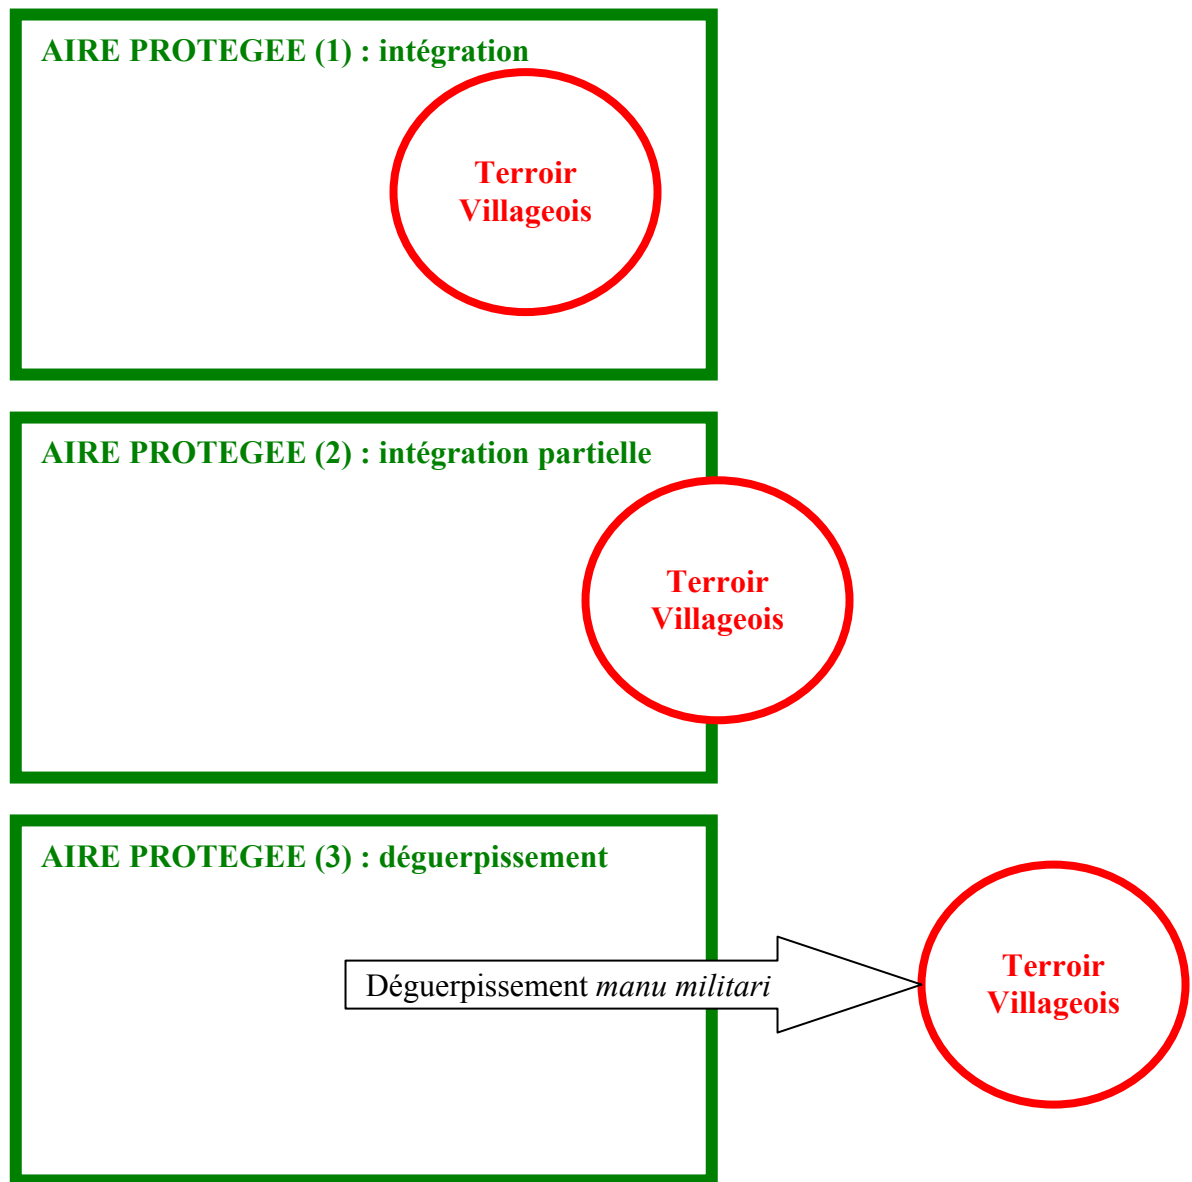 AIRE PROTEGEE (1) : intégration
Terroir
Villageois
AIRE PROTEGEE (2) : intégration partielle
Terroir
Villageois
AIRE PROTEGEE (3) : déguerpissement
Déguerpissement manu militari
Terroir
Villageois